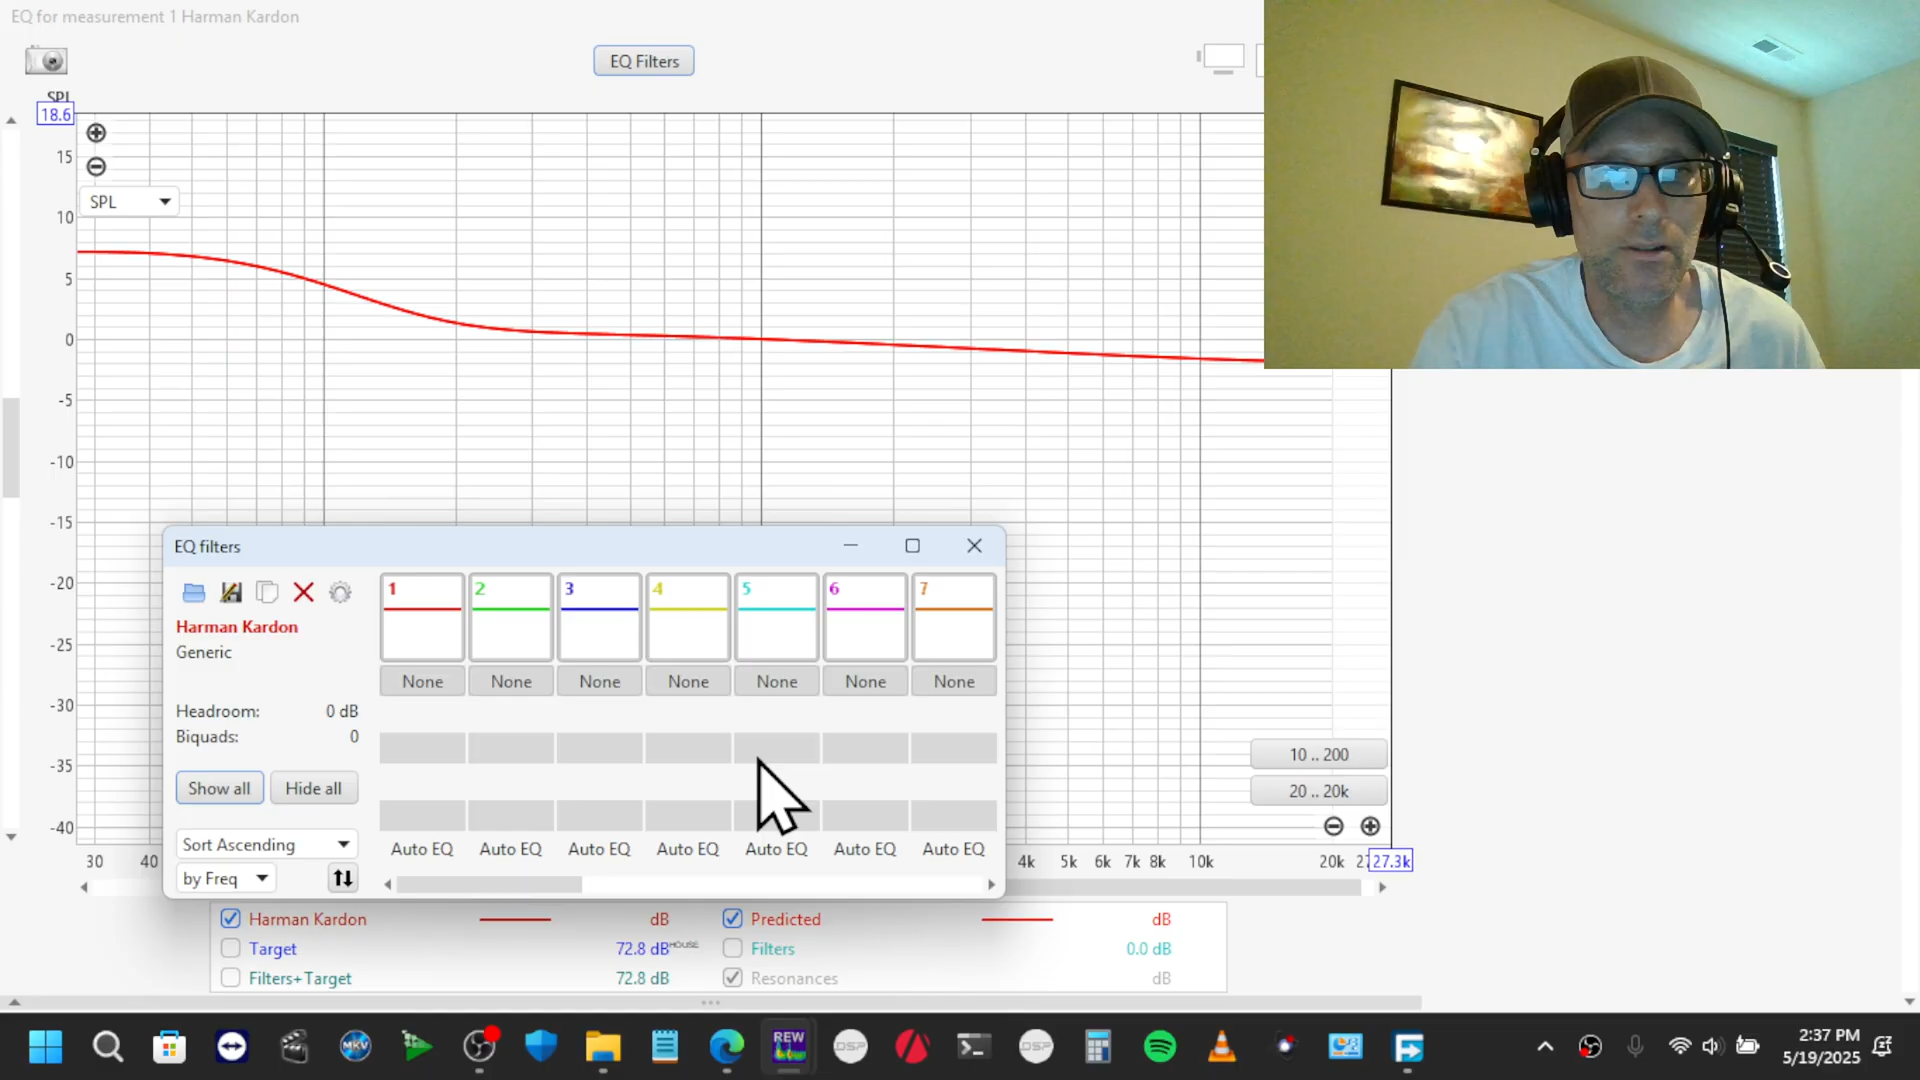 EQ for measurement 1 Harman Kardon
EQ Filters
SPL
18.6
15
10
5
0
-5
-10
-15
-20
-25
-30
-35
-40
SPL
EQ filters
1 2 3 4 5 6 7
Harman Kardon
Generic
None None None None None None None
Headroom: 0 dB
Biquads: 0
Show all Hide all
Sort Ascending
Auto EQ Auto EQ Auto EQ Auto EQ Auto EQ Auto EQ Auto EQ
by Freq
10 .. 200
20 .. 20k
30 40 4k 5k 6k 7k 8k 10k 20k 27.3k
Harman Kardon dB Predicted dB
Target 72.8 dB HOUSE Filters 0.0 dB
Filters+Target 72.8 dB Resonances dB
MKV
REW
DSP
DSP
2:37 PM
5/19/2025